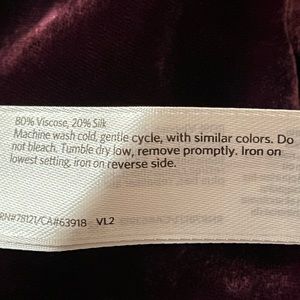 80% Viscose, 20% Silk
Machine wash cold, gentle cycle, with similar colors. Do
not bleach. Tumble dry low, remove promptly. Iron on
lowest setting, iron on reverse side.
RN#78121/CA#63918 VL2